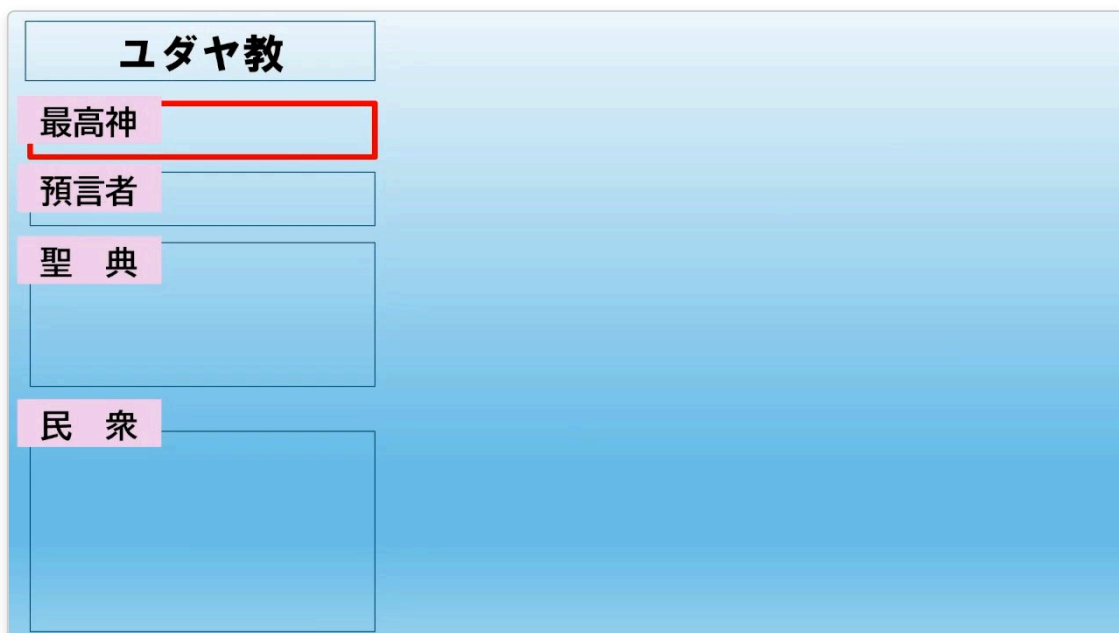 ユダヤ教
最高神
預言者
聖　典
民　衆